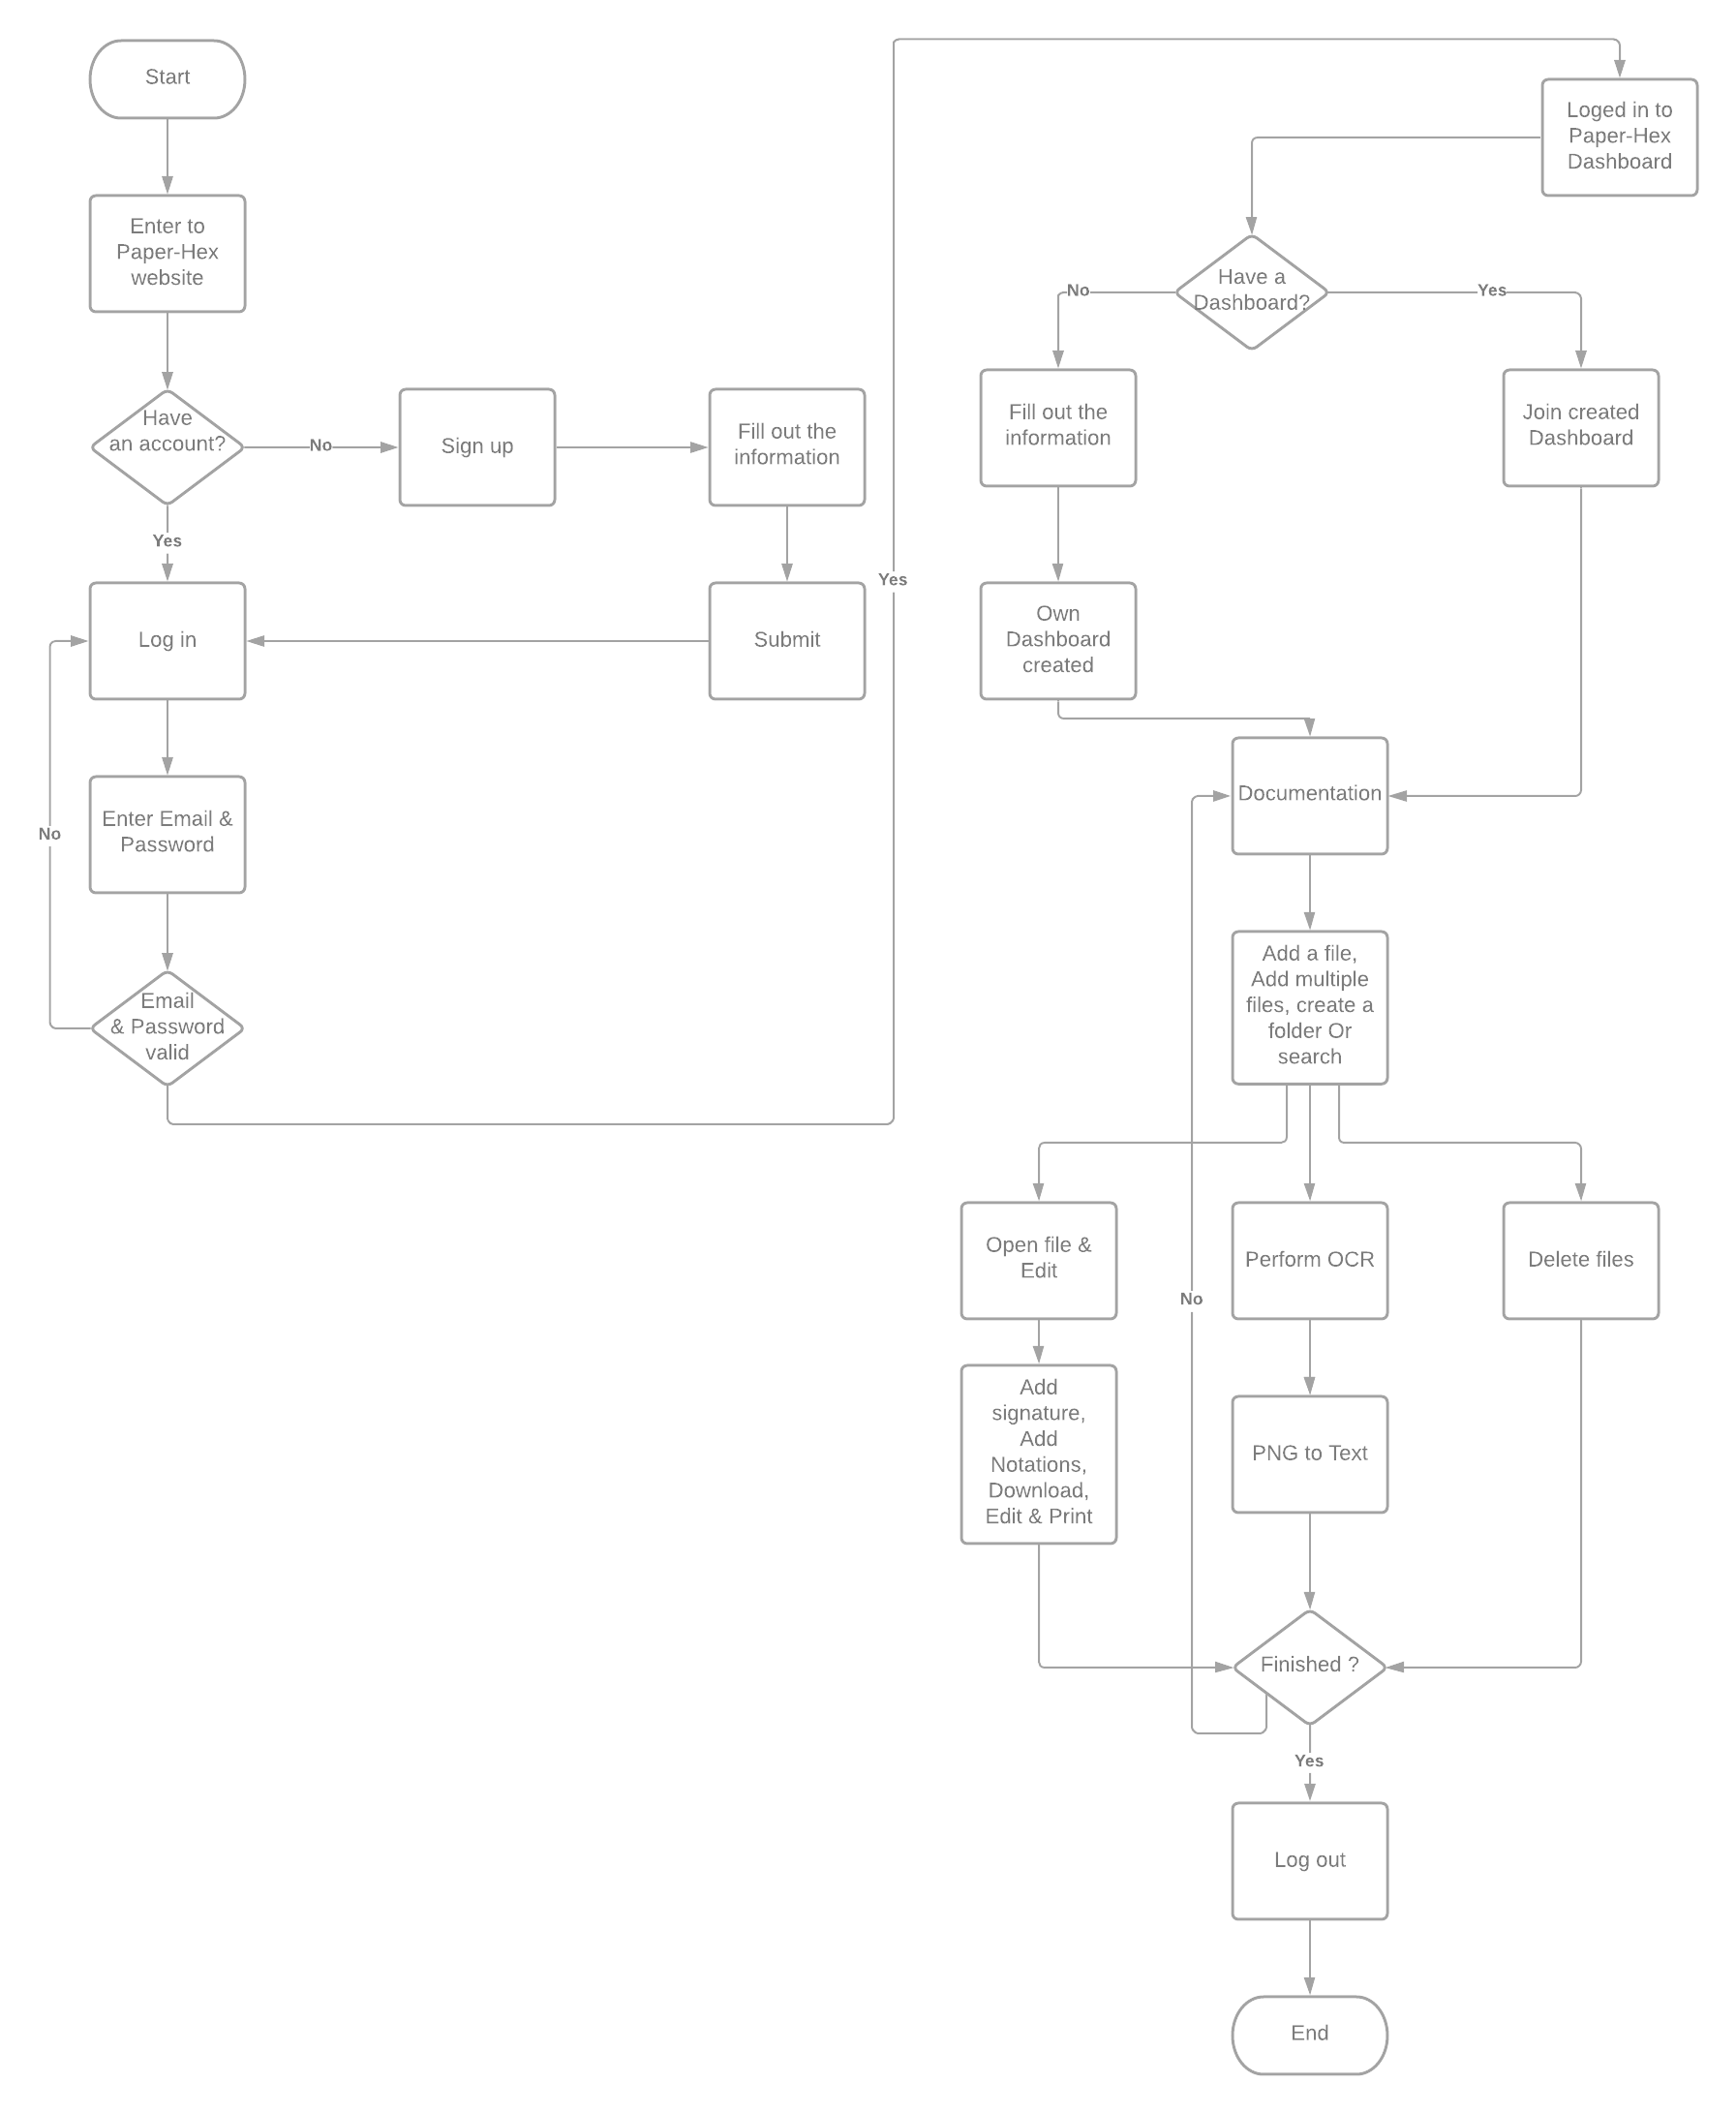 Start
Enter to
Paper-Hex
website
Have
an account?
No
Sign up
Fill out the
information
Yes
Log in
Submit
Enter Email &
Password
No
Email
& Password
valid
Yes
Loged in to
Paper-Hex
Dashboard
Have a
Dashboard?
No
Yes
Fill out the
information
Join created
Dashboard
Own
Dashboard
created
Documentation
Add a file,
Add multiple
files, create a
folder Or
search
Open file &
Edit
Perform OCR
Delete files
No
Add
signature,
Add
Notations,
Download,
Edit & Print
PNG to Text
Finished ?
Yes
Log out
End